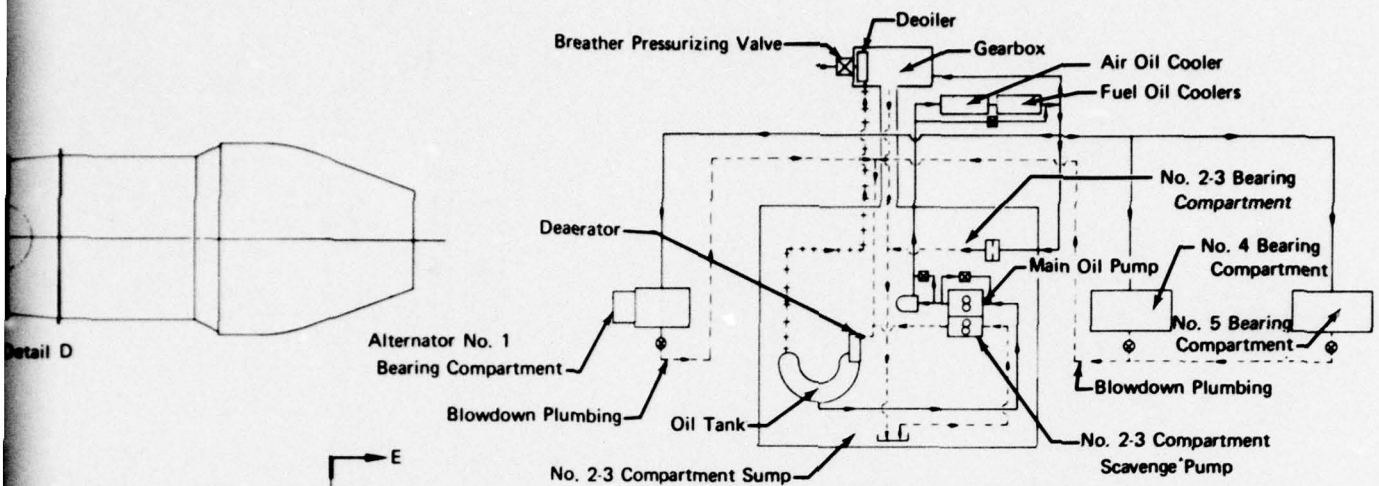 Deoiler
Breather Pressurizing Valve
Gearbox
Air Oil Cooler
Fuel Oil Coolers
No. 2-3 Bearing
Compartment
Deaerator
No. 4 Bearing
Compartment
Main Oil Pump
No. 5 Bearing
Compartment
Detail D
Alternator No. 1
Bearing Compartment
Blowdown Plumbing
Blowdown Plumbing
Oil Tank
No. 2-3 Compartment
Scavenge Pump
E
No. 2-3 Compartment Sump